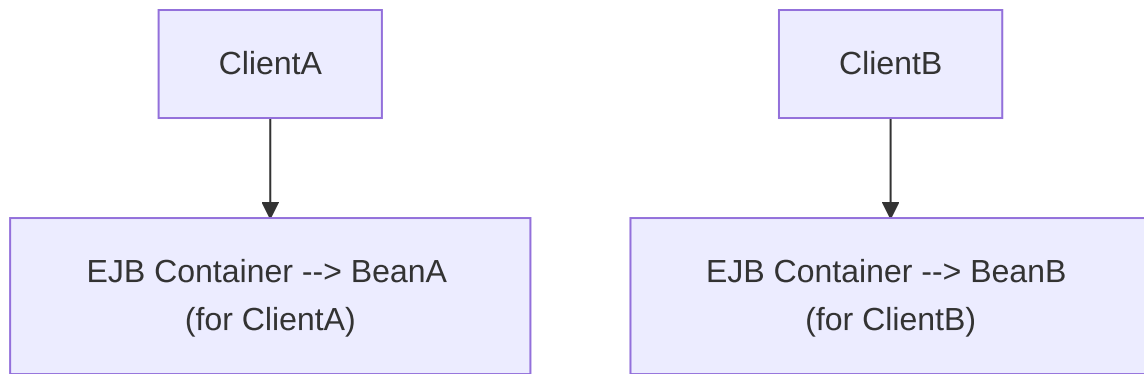 ClientA
ClientB
EJB Container --> BeanA
(for ClientA)
EJB Container --> BeanB
(for ClientB)